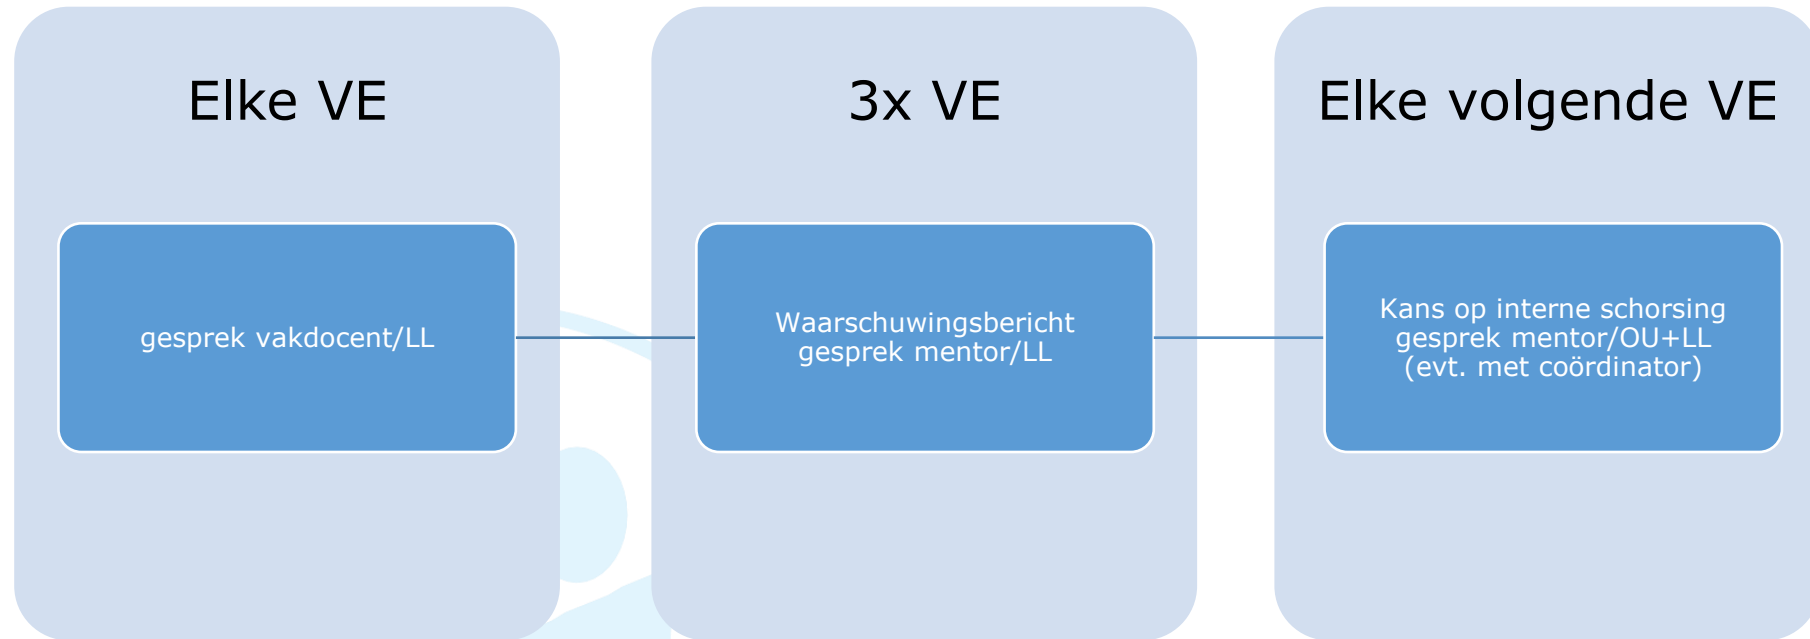 Elke VE
gesprek vakdocent/LL
3x VE
Waarschuwingsbericht
gesprek mentor/LL
Elke volgende VE
Kans op interne schorsing
gesprek mentor/OU+LL
(evt. met coördinator)